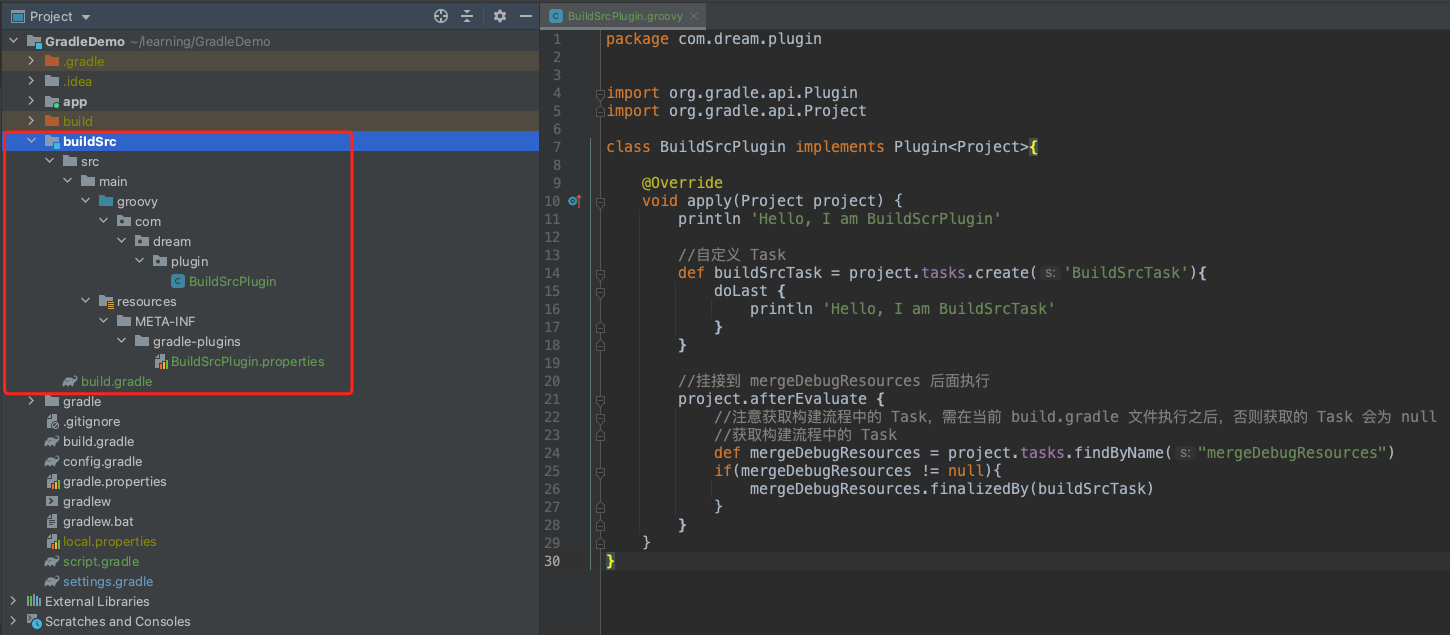 Project
GradleDemo ~/learning/GradleDemo
.gradle
.idea
app
build
buildSrc
src
main
groovy
com
dream
plugin
BuildSrcPlugin
resources
META-INF
gradle-plugins
BuildSrcPlugin.properties
build.gradle
gradle
.gitignore
build.gradle
config.gradle
gradle.properties
gradlew
gradlew.bat
local.properties
script.gradle
settings.gradle
External Libraries
Scratches and Consoles
BuildSrcPlugin.groovy
1 package com.dream.plugin
2
3
4 import org.gradle.api.Plugin
5 import org.gradle.api.Project
6
7 class BuildSrcPlugin implements Plugin<Project>{
8
9 @Override
10 void apply(Project project) {
11 println 'Hello, I am BuildScrPlugin'
12
13 //自定义 Task
14 def buildSrcTask = project.tasks.create( s: 'BuildSrcTask'){
15 doLast {
16 println 'Hello, I am BuildSrcTask'
17 }
18 }
19
20 //挂接到 mergeDebugResources 后面执行
21 project.afterEvaluate {
22 //注意获取构建流程中的 Task，需在当前 build.gradle 文件执行之后，否则获取的 Task 会为 null
23 //获取构建流程中的 Task
24 def mergeDebugResources = project.tasks.findByName( s: "mergeDebugResources")
25 if(mergeDebugResources != null){
26 mergeDebugResources.finalizedBy(buildSrcTask)
27 }
28 }
29 }
30 }